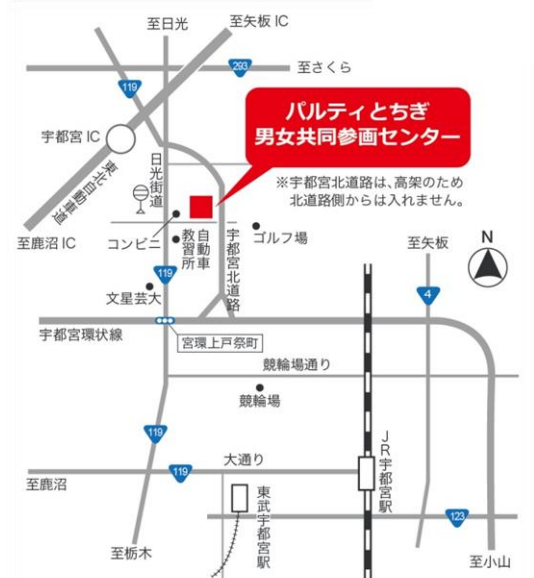 至日光
至矢板IC
293
至さくら
119
パルティとちぎ
男女共同参画センター
宇都宮IC
東北自動車道
日光街道
※宇都宮北道路は、高架のため
北道路側からは入れません。
至鹿沼IC
コンビニ
自動車
教習所
宇都宮北道路
ゴルフ場
至矢板
N
119
文星芸大
4
宇都宮環状線
宮環上戸祭町
競輪場通り
競輪場
119
大通り
119
至鹿沼
JR宇都宮駅
東武宇都宮駅
123
至栃木
至小山